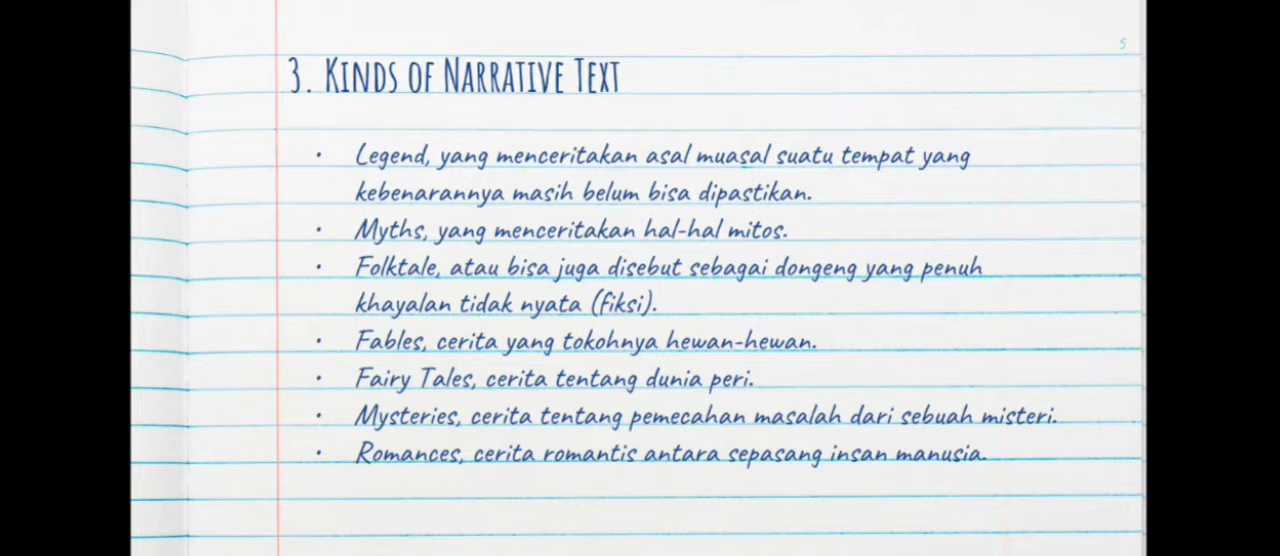 5
3. Kinds of Narrative Text
• Legend, yang menceritakan asal muasal suatu tempat yang
kebenarannya masih belum bisa dipastikan.
• Myths, yang menceritakan hal-hal mitos.
• Folktale, atau bisa juga disebut sebagai dongeng yang penuh
khayalan tidak nyata (fiksi).
• Fables, cerita yang tokohnya hewan-hewan.
• Fairy Tales, cerita tentang dunia peri.
• Mysteries, cerita tentang pemecahan masalah dari sebuah misteri.
• Romances, cerita romantis antara sepasang insan manusia.